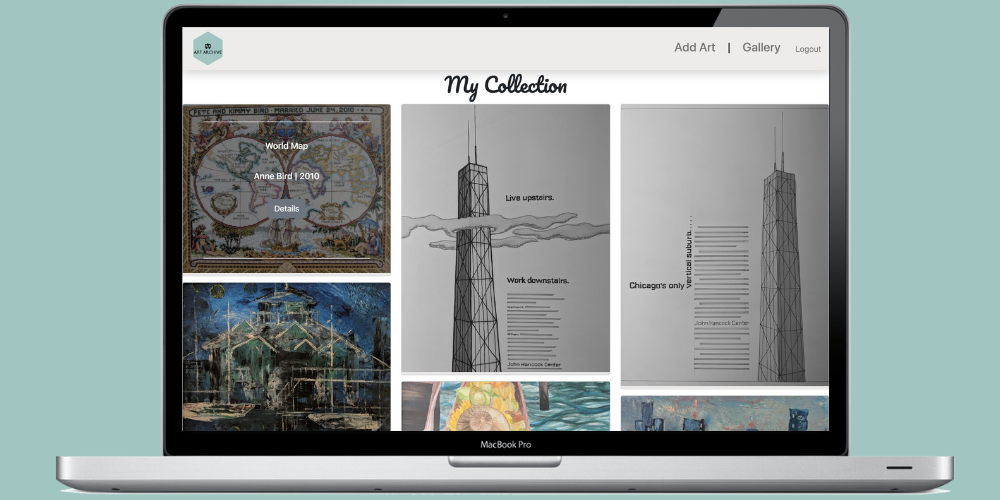 ART ARCHIVE
Add Art | Gallery Logout
My Collection
PETE AND KIMMY BIRD · MARRIED JUNE 24, 2010
World Map
Anne Bird | 2010
Details
Live upstairs.
Work downstairs.
John Hancock Center
Chicago's only
vertical suburb....
John Hancock Center
MacBook Pro